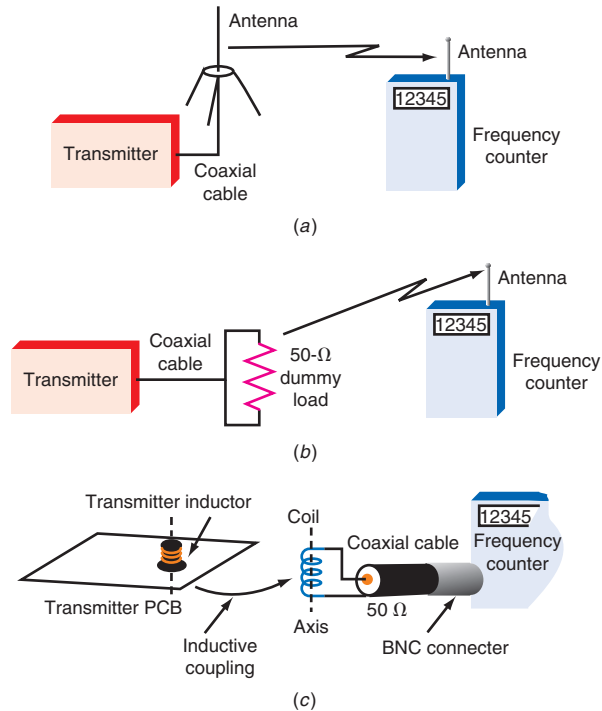 Antenna
Antenna
12345
Transmitter
Frequency
counter
Coaxial
cable
(a)
Antenna
12345
Coaxial
cable
50-Ω
dummy
load
Transmitter
Frequency
counter
(b)
Transmitter inductor
Coil
12345
Coaxial cable
Frequency
counter
Transmitter PCB
50 Ω
Axis
Inductive
coupling
BNC connecter
(c)